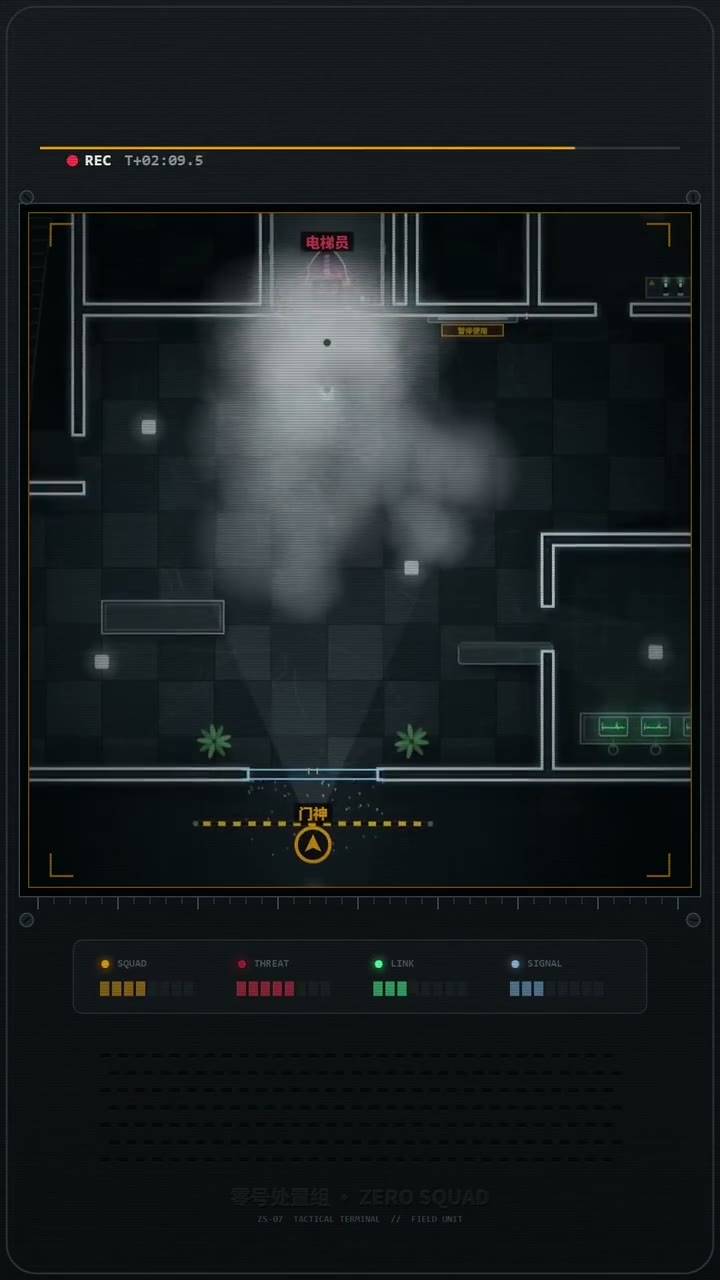 REC T+02:09.5
电梯员
暂停使用
门神
SQUAD THREAT LINK SIGNAL
零号处置组 · ZERO SQUAD
ZS-07 TACTICAL TERMINAL // FIELD UNIT